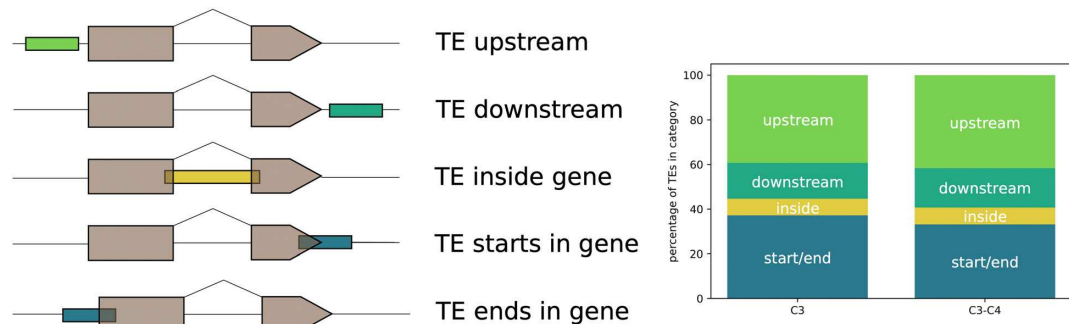 TE upstream
TE downstream
TE inside gene
TE starts in gene
TE ends in gene
percentage of TEs in category
100
80
60
40
20
0
upstream
downstream
inside
start/end
upstream
downstream
inside
start/end
C3
C3-C4